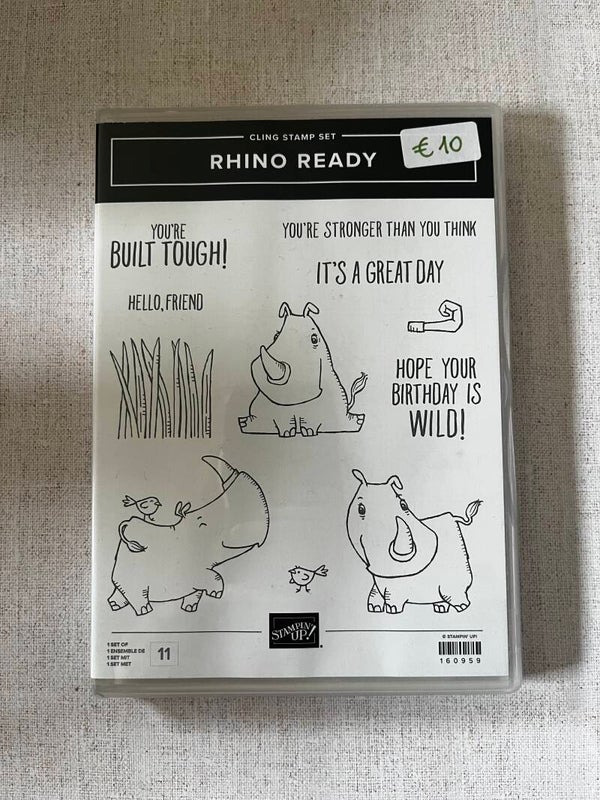 CLING STAMP SET
RHINO READY
€10
YOU'RE
BUILT TOUGH!
YOU'RE STRONGER THAN YOU THINK
IT'S A GREAT DAY
HELLO, FRIEND
HOPE YOUR
BIRTHDAY IS
WILD!
STAMPIN'
UP!
1 SET OF
1 ENSEMBLE DE
1 SET MIT
1 SET MET
11
© STAMPIN' UP!
160959